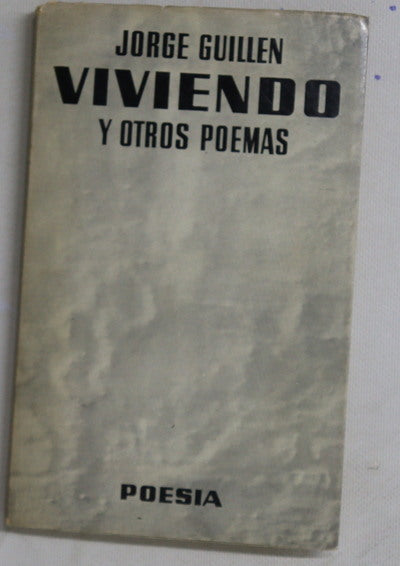 JORGE GUILLEN
VIVIENDO
Y OTROS POEMAS
POESIA